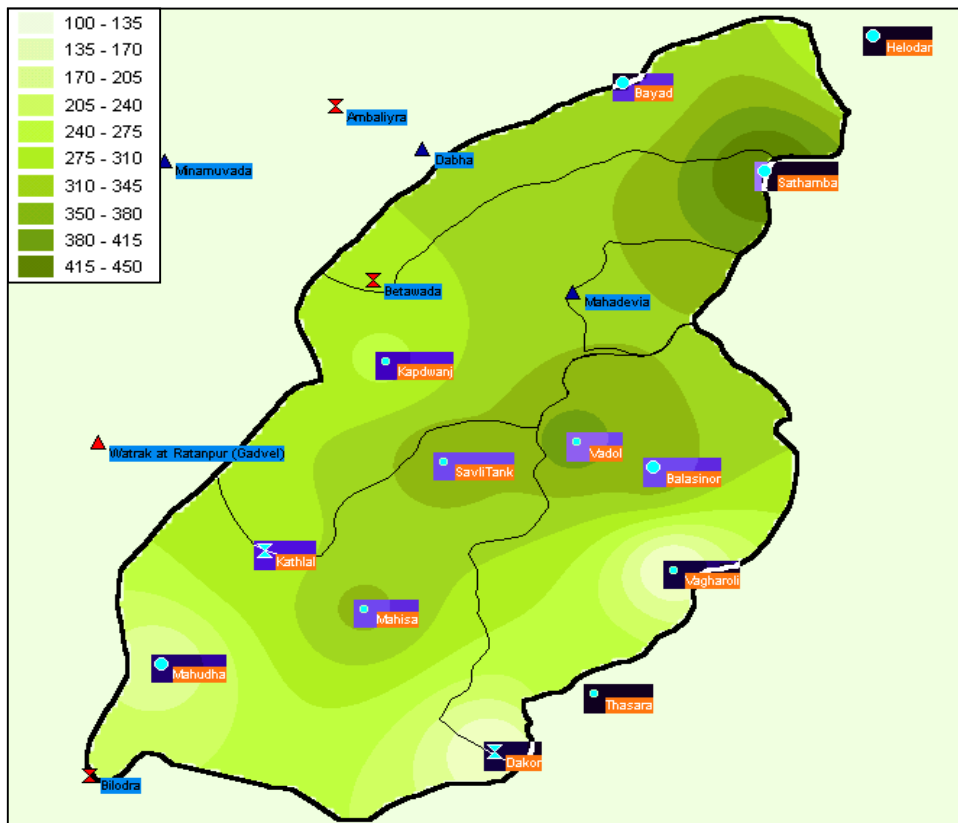 100 - 135
135 - 170
170 - 205
205 - 240
240 - 275
275 - 310
310 - 345
350 - 380
380 - 415
415 - 450
Helodar
Bayad
Ambaliyra
Dabha
Minamuvada
Sathamba
Betawada
Mahadevia
Kapdwanj
Watrak at Ratanpur (Gadvel)
SavliTank
Vadol
Balasinor
Kathlal
Vagharoli
Mahisa
Mahudha
Thasara
Dakor
Bilodra